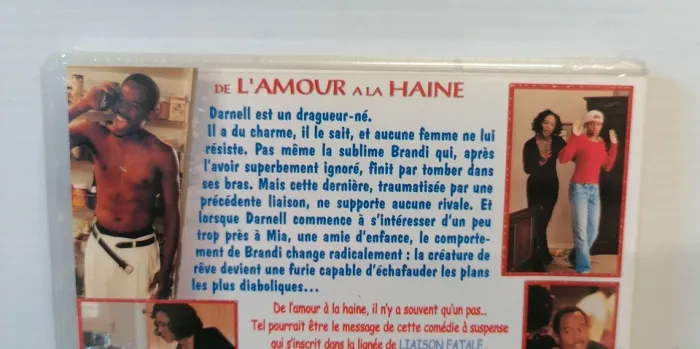 DE L'AMOUR A LA HAINE
Darnell est un dragueur-né.
Il a du charme, il le sait, et aucune femme ne lui
résiste. Pas même la sublime Brandi qui, après
l'avoir superbement ignoré, finit par tomber dans
ses bras. Mais cette dernière, traumatisée par une
précédente liaison, ne supporte aucune rivale. Et
lorsque Darnell commence à s'intéresser d'un peu
trop près à Mia, une amie d'enfance, le comporte-
ment de Brandi change radicalement : la créature de
rêve devient une furie capable d'échafauder les plans
les plus diaboliques...
De l'amour à la haine, il n'y a souvent qu'un pas...
Tel pourrait être le message de cette comédie à suspense
qui s'inscrit dans la lignée de LIAISON FATALE